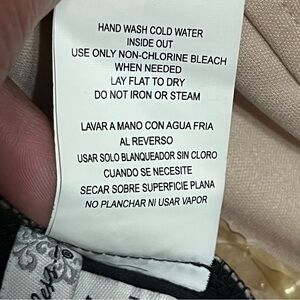 HAND WASH COLD WATER
INSIDE OUT
USE ONLY NON-CHLORINE BLEACH
WHEN NEEDED
LAY FLAT TO DRY
DO NOT IRON OR STEAM
LAVAR A MANO CON AGUA FRIA
AL REVERSO
USAR SOLO BLANQUEADOR SIN CLORO
CUANDO SE NECESITE
SECAR SOBRE SUPERFICIE PLANA
NO PLANCHAR NI USAR VAPOR